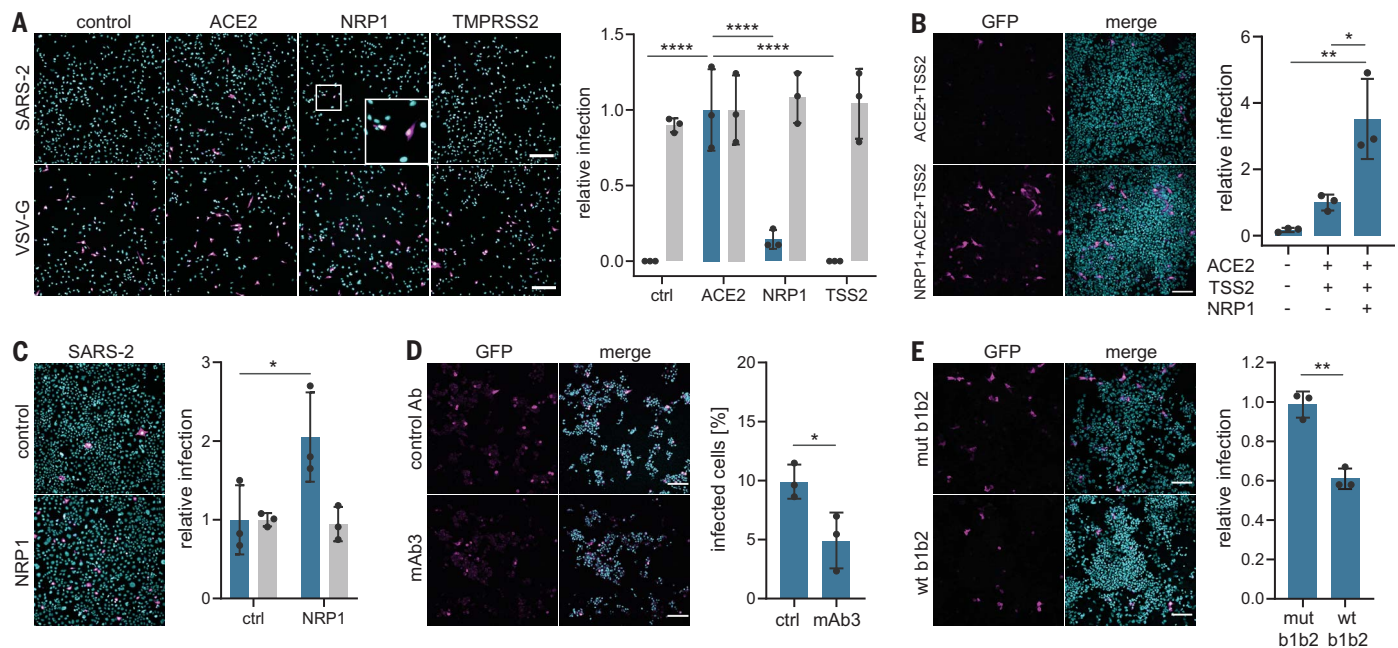 A
control ACE2 NRP1 TMPRSS2
SARS-2
VSV-G
relative infection
1.5
1.0
0.5
0.0
****
****
****
ctrl ACE2 NRP1 TSS2
B
GFP merge
ACE2+TSS2
NRP1+ACE2+TSS2
relative infection
6
4
2
0
*
**
ACE2 - + +
TSS2 - + +
NRP1 - - +
C
SARS-2
control
NRP1
relative infection
3
2
1
0
*
ctrl NRP1
D
GFP merge
control Ab
mAb3
infected cells [%]
20
15
10
5
0
*
ctrl mAb3
E
GFP merge
mut b1b2
wt b1b2
relative infection
1.2
1.0
0.8
0.6
0.4
0.2
0.0
**
mut wt
b1b2 b1b2